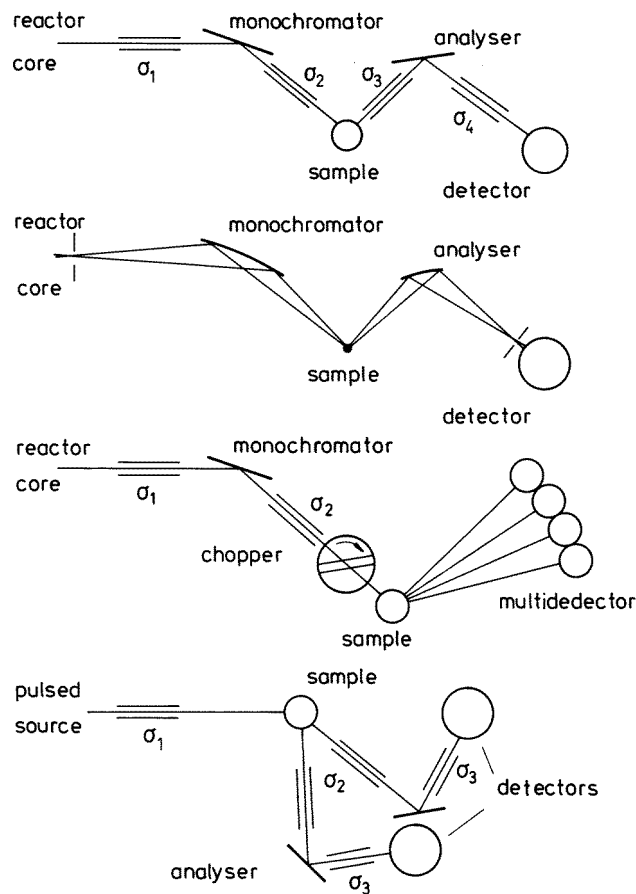 reactor
monochromator
analyser
core
σ1
σ2
σ3
σ4
sample
detector
reactor
monochromator
analyser
core
sample
detector
reactor
monochromator
core
σ1
σ2
chopper
multidedector
sample
sample
pulsed
source
σ1
σ2
σ3
detectors
analyser
σ3